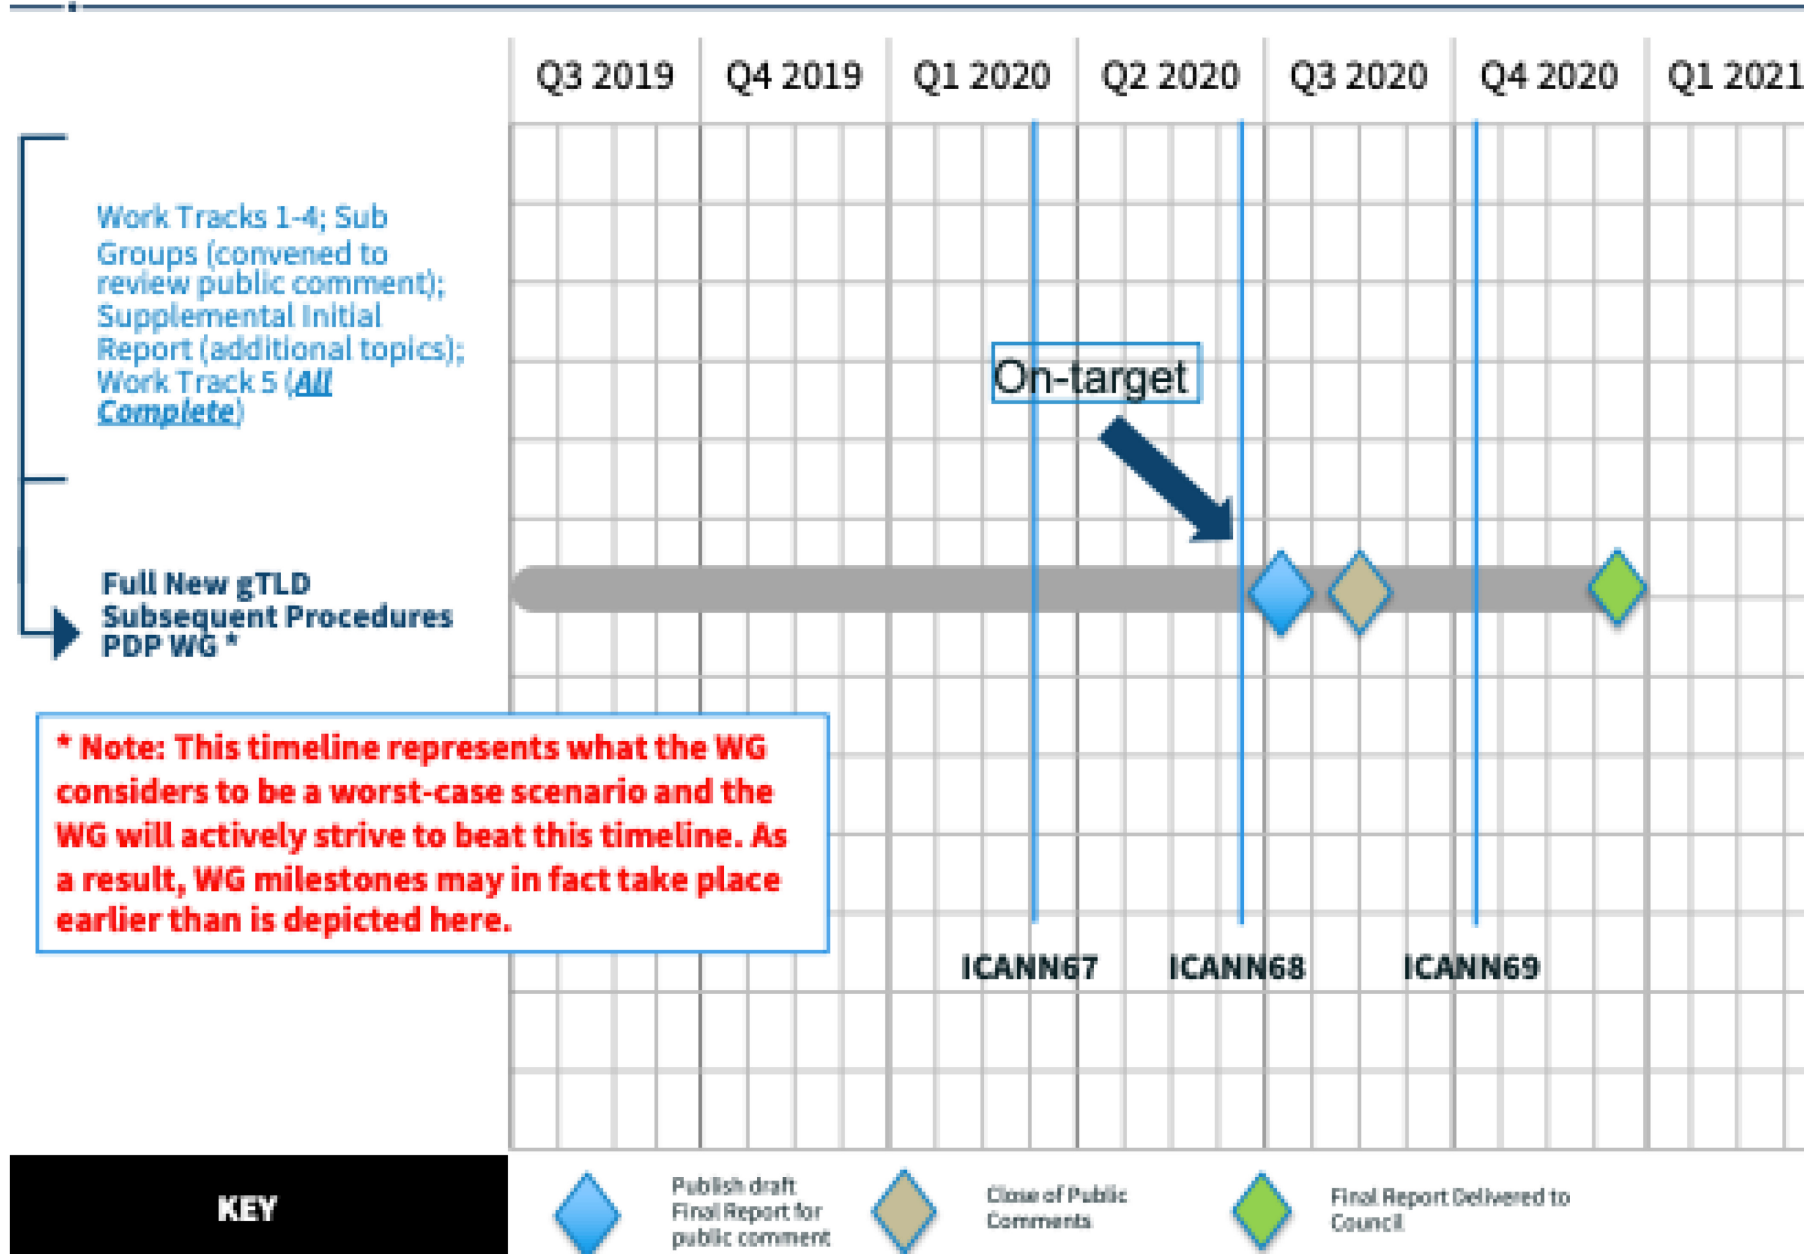 Q3 2019 Q4 2019 Q1 2020 Q2 2020 Q3 2020 Q4 2020 Q1 2021
Work Tracks 1-4; Sub
Groups (convened to
review public comment);
Supplemental Initial
Report (additional topics);
Work Track 5 (All
Complete)
On-target
Full New gTLD
Subsequent Procedures
PDP WG *
* Note: This timeline represents what the WG
considers to be a worst-case scenario and the
WG will actively strive to beat this timeline. As
a result, WG milestones may in fact take place
earlier than is depicted here.
ICANN67 ICANN68 ICANN69
KEY
Publish draft
Final Report for
public comment
Close of Public
Comments
Final Report Delivered to
Council